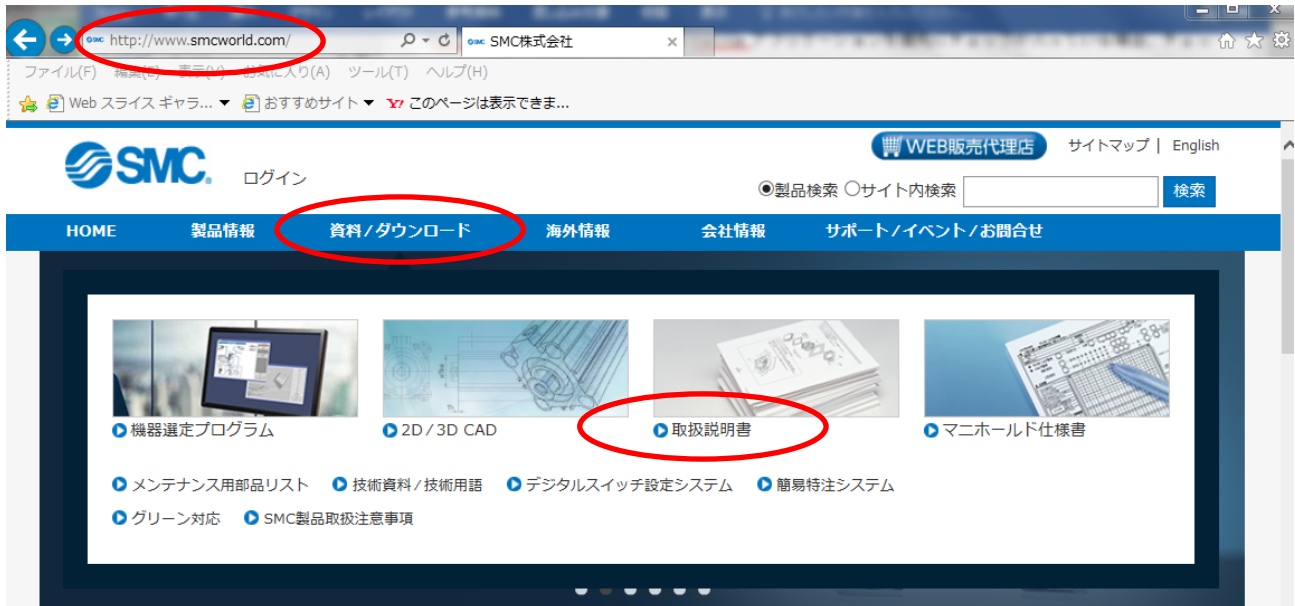 http://www.smcworld.com/ SMC株式会社
ファイル(F) 編集(E) 表示(V) お気に入り(A) ツール(T) ヘルプ(H)
Web スライス ギャラ... おすすめサイト このページは表示できま...
WEB販売代理店 サイトマップ | English
SMC. ログイン
製品検索 サイト内検索 検索
HOME 製品情報 資料/ダウンロード 海外情報 会社情報 サポート/イベント/お問合せ
機器選定プログラム 2D/3D CAD 取扱説明書 マニホールド仕様書
メンテナンス用部品リスト 技術資料/技術用語 デジタルスイッチ設定システム 簡易特注システム
グリーン対応 SMC製品取扱注意事項